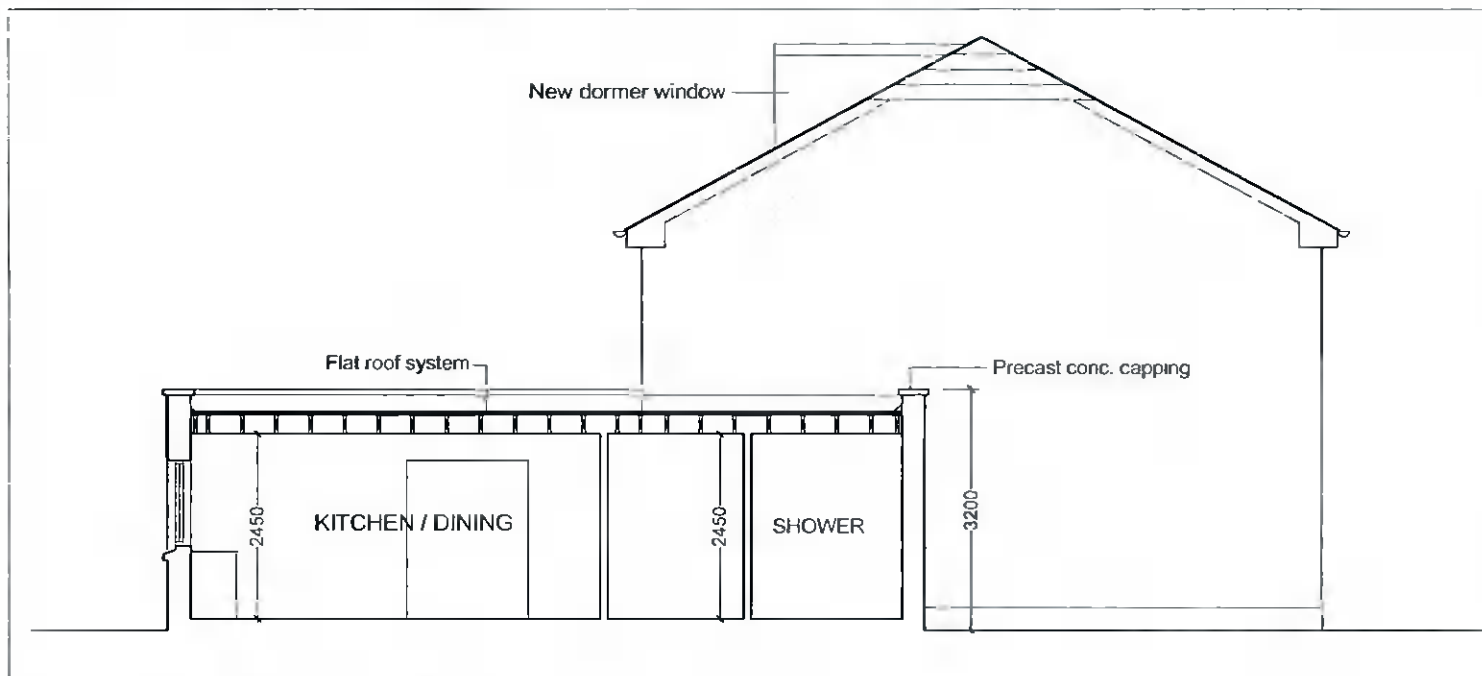 New dormer window
Flat roof system
Precast conc. capping
2450
KITCHEN / DINING
2450
SHOWER
3200